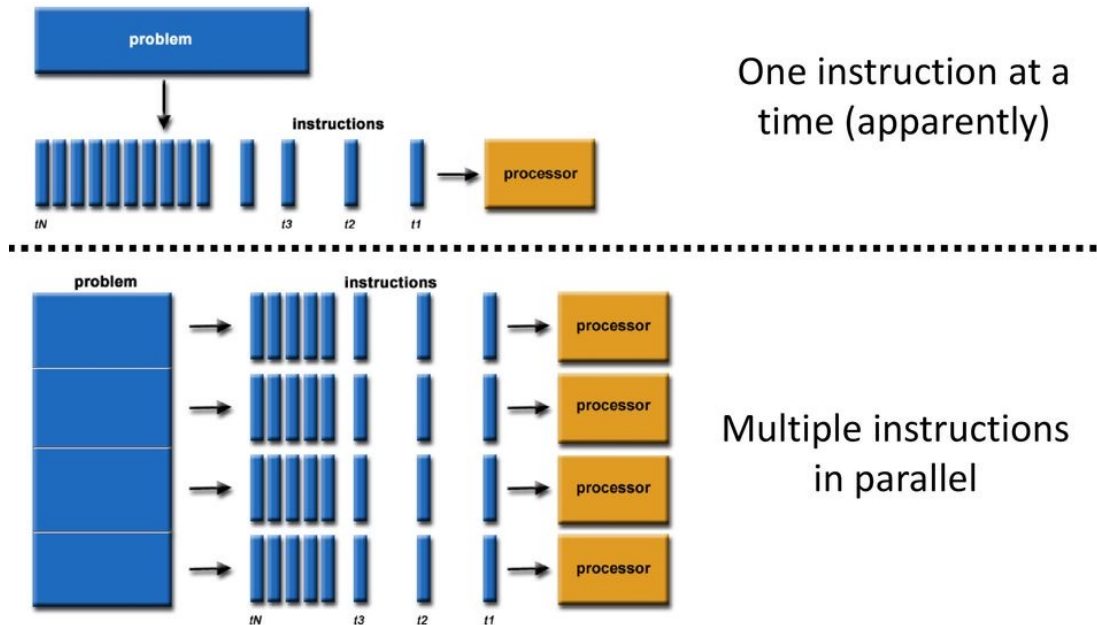 problem
One instruction at a
time (apparently)
instructions
processor
tN t3 t2 t1
problem instructions
processor
processor
Multiple instructions
in parallel
processor
processor
tN t3 t2 t1